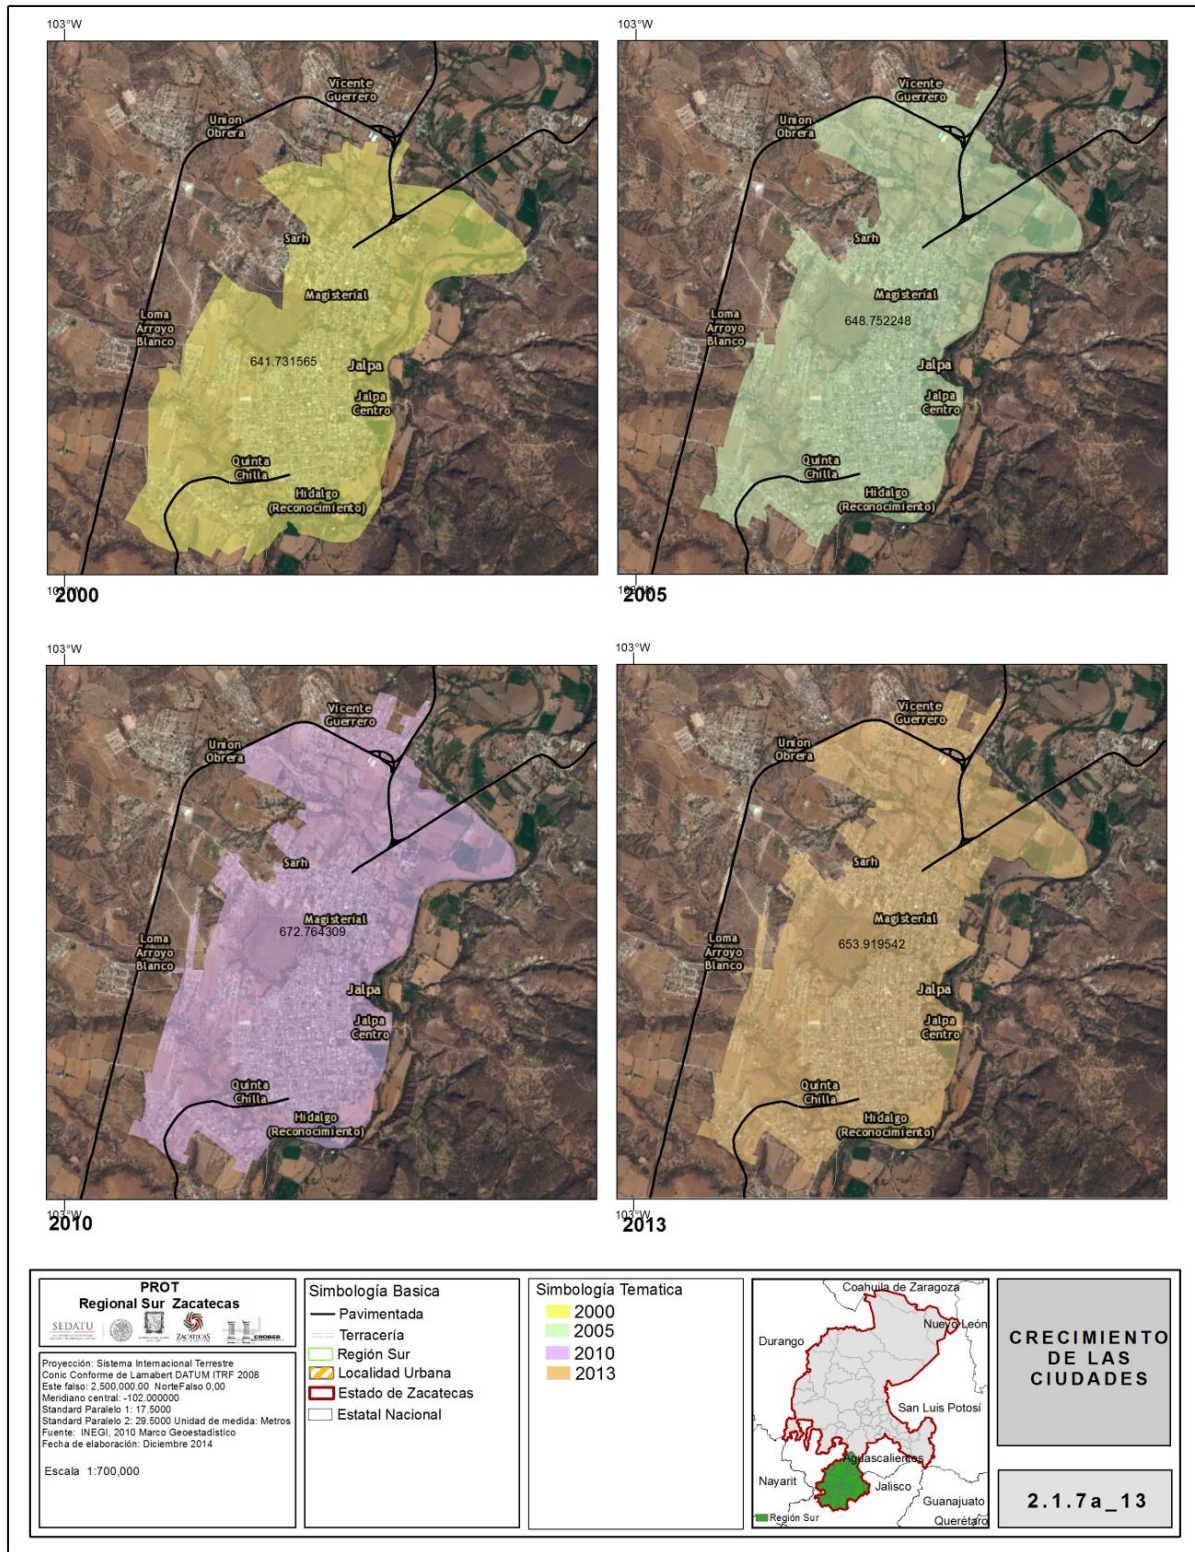 103°W
103°W
Vicente
Guerrero
Union
Obrera
Sarh
Magisterial
Loma
Arroyo
Blanco
641.731565
Jalpa
Jalpa
Centro
Quinta
Chilla
Hidalgo
(Reconocimiento)
103°W
2000
Vicente
Guerrero
Union
Obrera
Sarh
Magisterial
Loma
Arroyo
Blanco
648.752248
Jalpa
Jalpa
Centro
Quinta
Chilla
Hidalgo
(Reconocimiento)
103°W
2005
103°W
103°W
Vicente
Guerrero
Union
Obrera
Sarh
Magisterial
672.764309
Loma
Arroyo
Blanco
Jalpa
Jalpa
Centro
Quinta
Chilla
Hidalgo
(Reconocimiento)
103°W
2010
Vicente
Guerrero
Union
Obrera
Sarh
Magisterial
653.919542
Loma
Arroyo
Blanco
Jalpa
Jalpa
Centro
Quinta
Chilla
Hidalgo
(Reconocimiento)
103°W
2013
PROT
Regional Sur Zacatecas
SEDATU
ZACATECAS
Proyección: Sistema Internacional Terrestre
Conic Conforme de Lamabert DATUM ITRF 2008
Este falso: 2,500,000.00 NorteFalso 0,00
Meridiano central: -102.000000
Standard Paralelo 1: 17.5000
Standard Paralelo 2: 29.5000 Unidad de medida: Metros
Fuente: INEGI, 2010 Marco Geoestadístico
Fecha de elaboración: Diciembre 2014
Escala 1:700,000
Simbología Basica
Pavimentada
Terracería
Región Sur
Localidad Urbana
Estado de Zacatecas
Estatal Nacional
Simbología Tematica
2000
2005
2010
2013
Coahuila de Zaragoza
Nuevo León
Durango
San Luis Potosí
Aguascalientes
Nayarit
Jalisco
Guanajuato
Querétaro
Región Sur
CRECIMIENTO
DE LAS
CIUDADES
2.1.7a_13